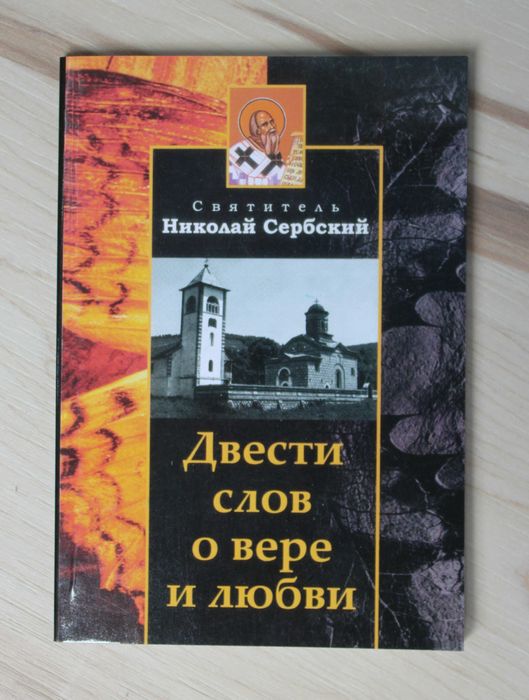 Святитель
Николай Сербский
Двести
слов
о вере
и любви